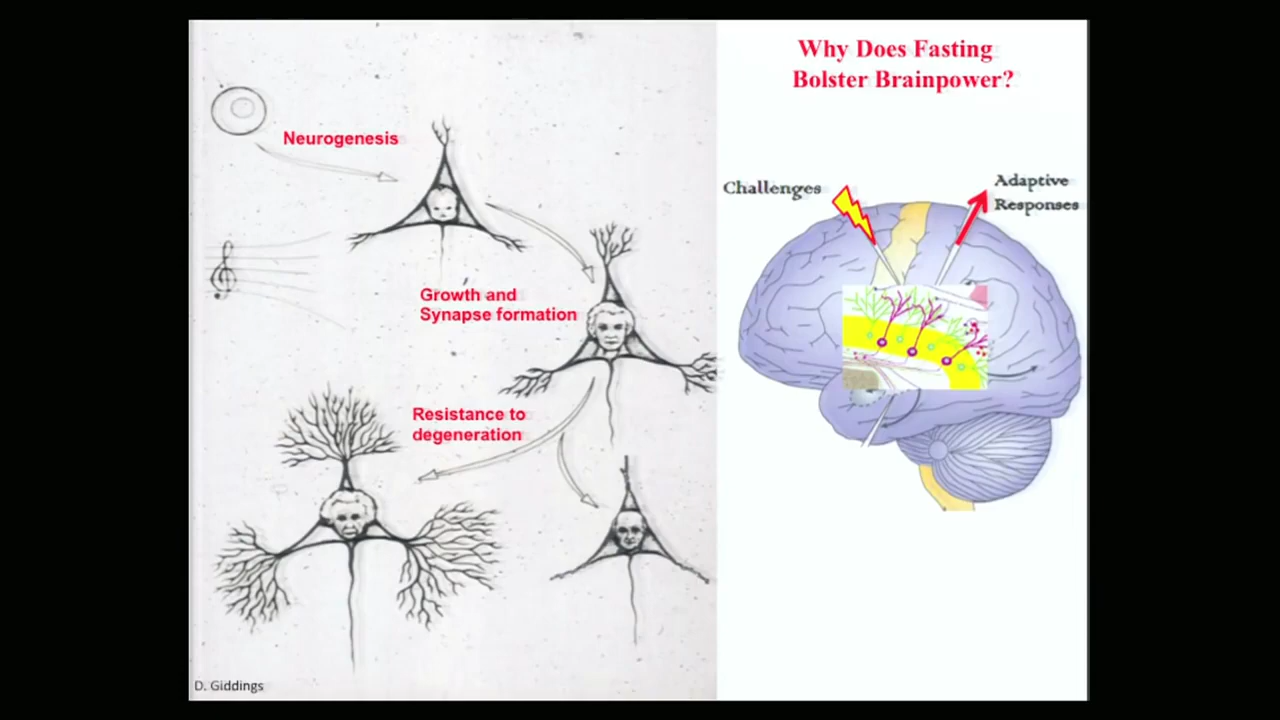 Why Does Fasting
Bolster Brainpower?
Neurogenesis
Growth and
Synapse formation
Resistance to
degeneration
D. Giddings
Challenges
Adaptive
Responses